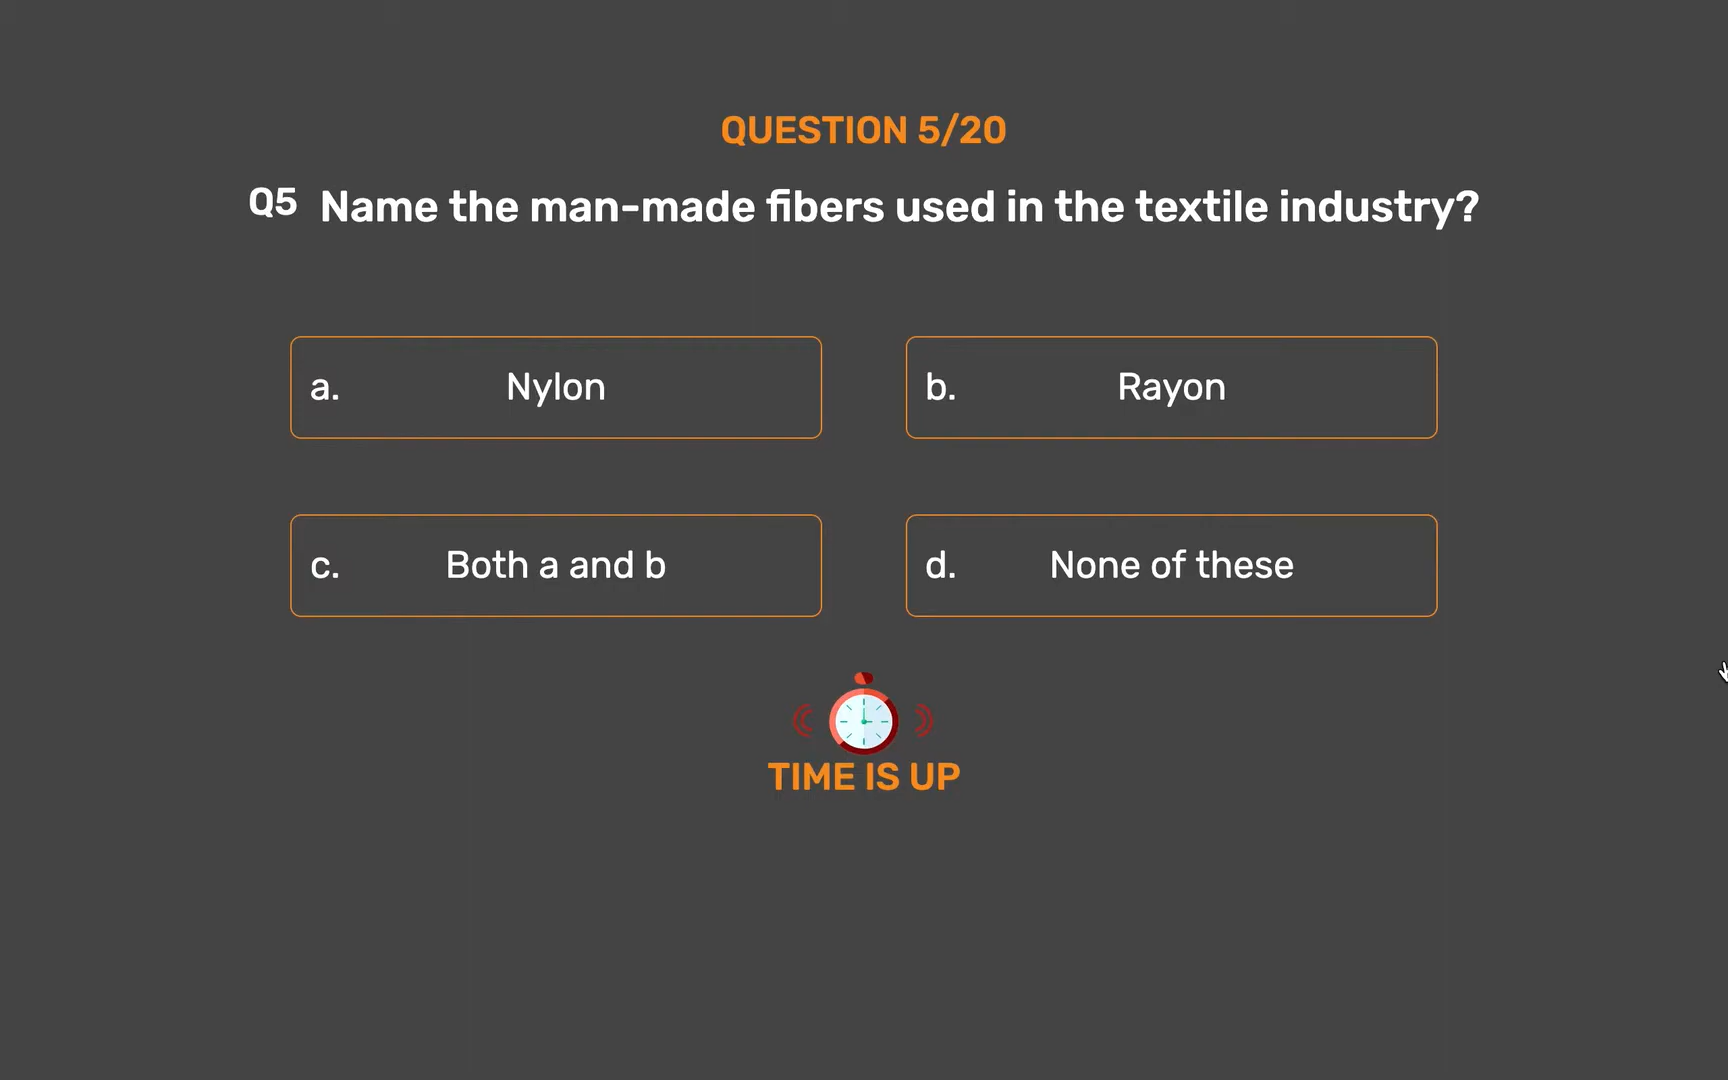 QUESTION 5/20
Q5 Name the man-made fibers used in the textile industry?
a. Nylon
b. Rayon
c. Both a and b
d. None of these
TIME IS UP